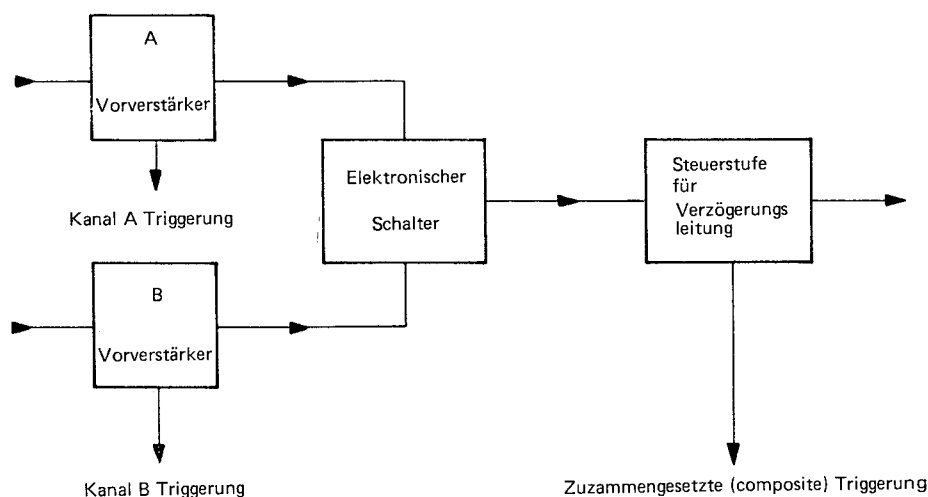 A
Vorverstärker
Kanal A Triggerung
B
Vorverstärker
Kanal B Triggerung
Elektronischer
Schalter
Steuerstufe
für
Verzögerungs
leitung
Zuzammengesetzte (composite) Triggerung